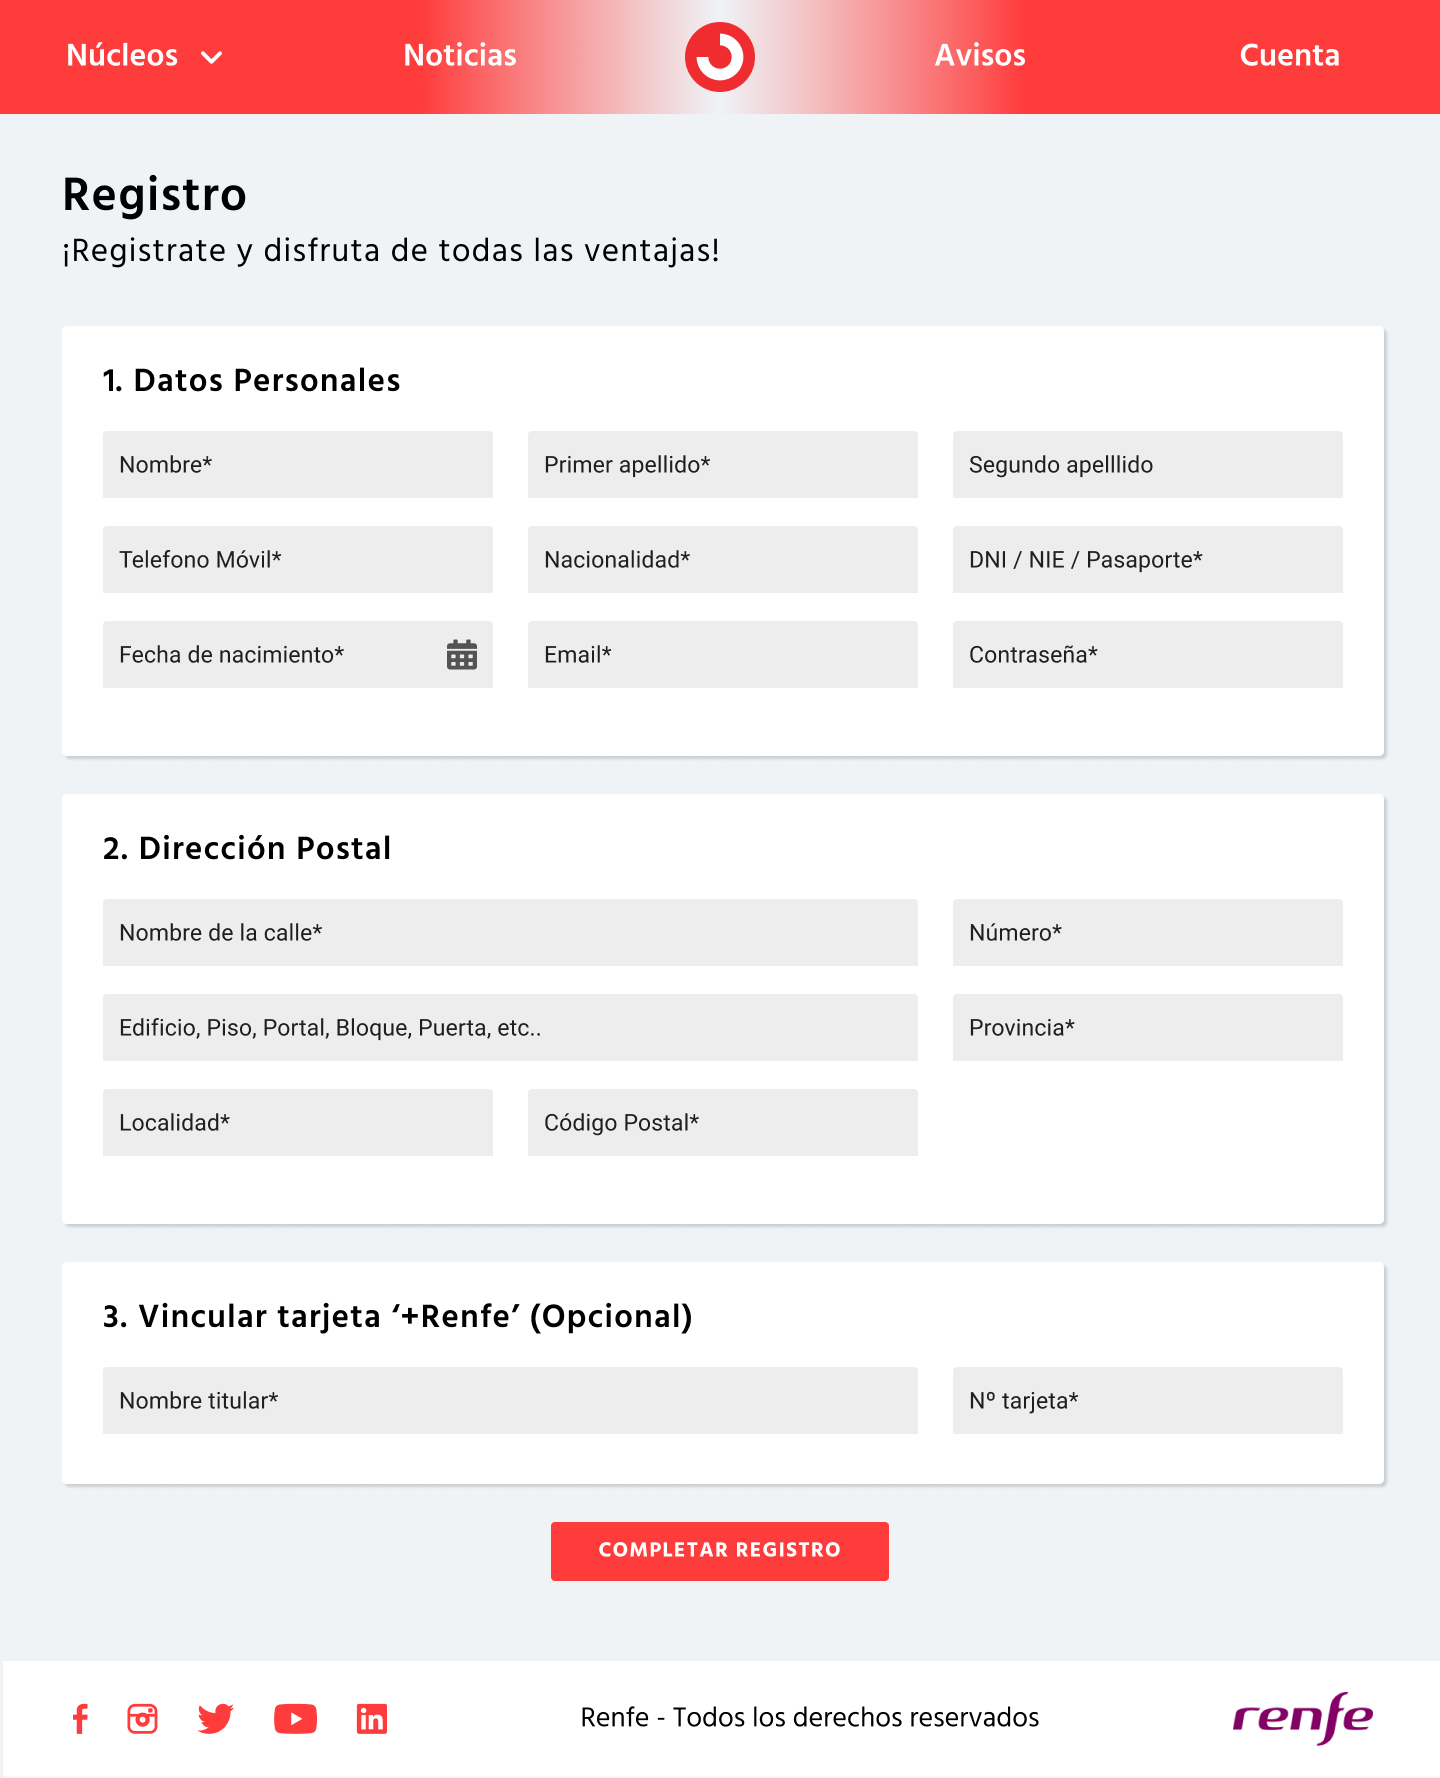 Núcleos
Noticias
Avisos
Cuenta
Registro
¡Registrate y disfruta de todas las ventajas!
1. Datos Personales
Nombre*
Primer apellido*
Segundo apelllido
Telefono Móvil*
Nacionalidad*
DNI / NIE / Pasaporte*
Fecha de nacimiento*
Email*
Contraseña*
2. Dirección Postal
Nombre de la calle*
Número*
Edificio, Piso, Portal, Bloque, Puerta, etc..
Provincia*
Localidad*
Código Postal*
3. Vincular tarjeta ‘+Renfe’ (Opcional)
Nombre titular*
Nº tarjeta*
COMPLETAR REGISTRO
Renfe - Todos los derechos reservados
renfe